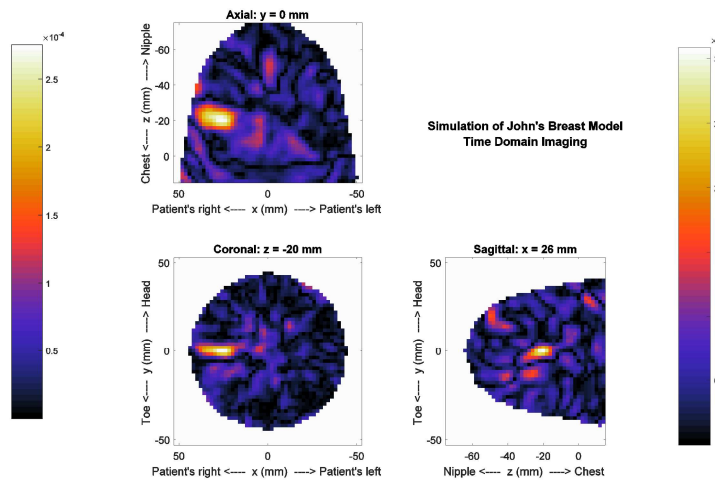 Axial: y = 0 mm
×10⁻⁴
2.5
2
1.5
1
0.5
Chest <---- z (mm) ----> Nipple
-60
-40
-20
0
50
0
-50
Patient's right <---- x (mm) ----> Patient's left
Simulation of John's Breast Model
Time Domain Imaging
Coronal: z = -20 mm
Toe <---- y (mm) ----> Head
50
0
-50
50
0
-50
Patient's right <---- x (mm) ----> Patient's left
Sagittal: x = 26 mm
Toe <---- y (mm) ----> Head
50
0
-50
-60
-40
-20
0
Nipple <---- z (mm) ----> Chest